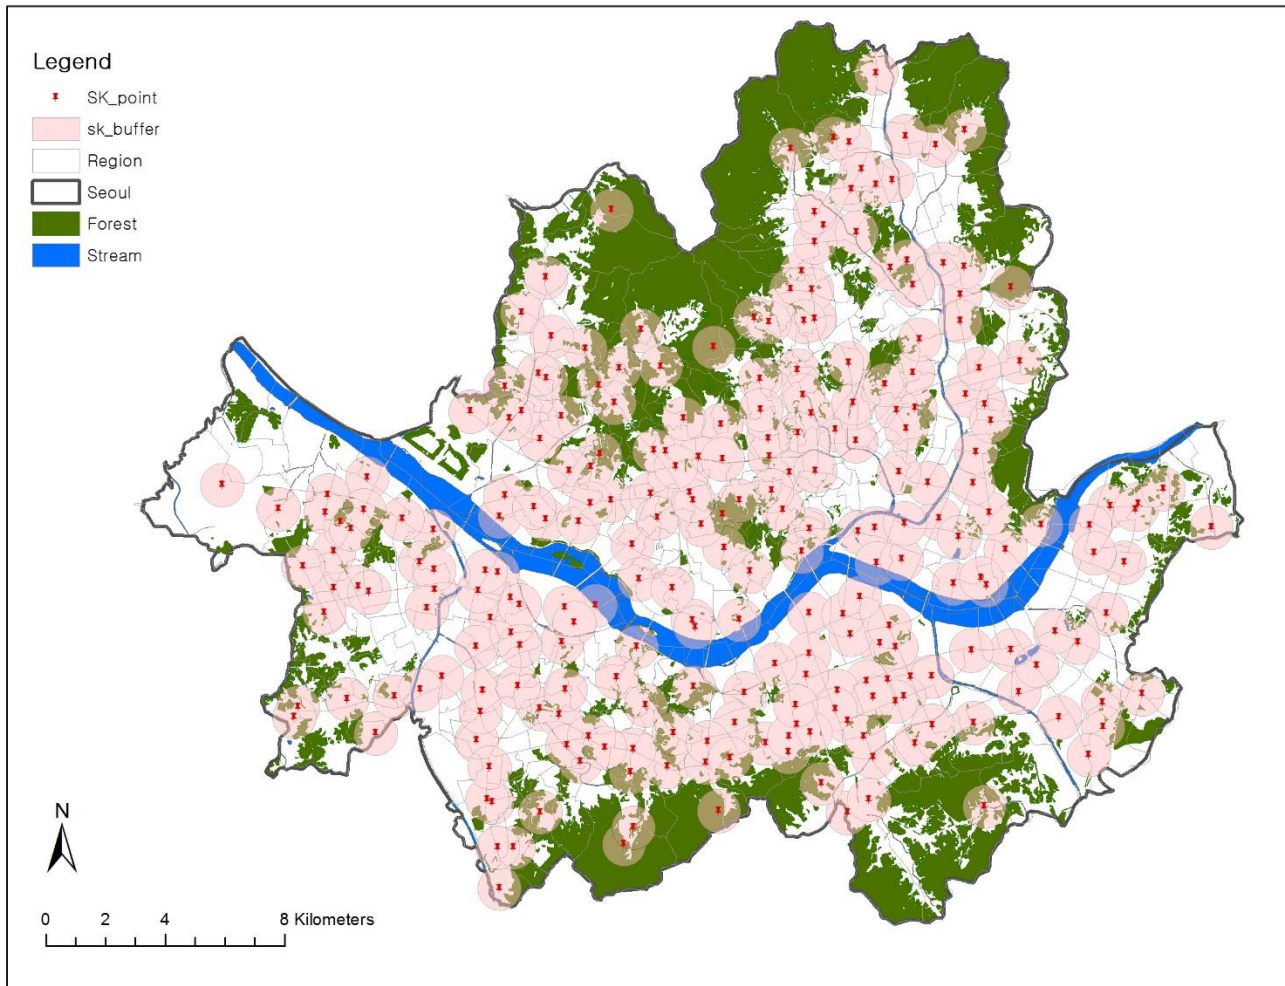 Legend
SK_point
sk_buffer
Region
Seoul
Forest
Stream
N
0 2 4 8 Kilometers